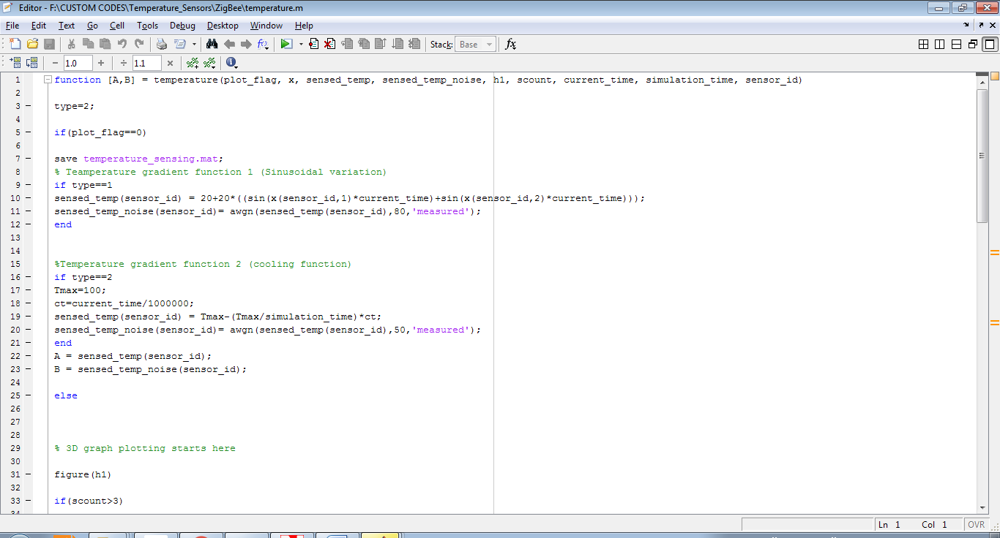 Editor - F:\CUSTOM CODES\Temperature_Sensors\ZigBee\temperature.m
File Edit Text Go Cell Tools Debug Desktop Window Help
Stack: Base fx
− 1.0 + ÷ 1.1 ×
1 function [A,B] = temperature(plot_flag, x, sensed_temp, sensed_temp_noise, h1, scount, current_time, simulation_time, sensor_id)
2
3 type=2;
4
5 if(plot_flag==0)
6
7 save temperature_sensing.mat;
8 % Teamperature gradient function 1 (Sinusoidal variation)
9 if type==1
10 sensed_temp(sensor_id) = 20+20*((sin(x(sensor_id,1)*current_time)+sin(x(sensor_id,2)*current_time)));
11 sensed_temp_noise(sensor_id)= awgn(sensed_temp(sensor_id),80,'measured');
12 end
13
14
15 %Temperature gradient function 2 (cooling function)
16 if type==2
17 Tmax=100;
18 ct=current_time/1000000;
19 sensed_temp(sensor_id) = Tmax-(Tmax/simulation_time)*ct;
20 sensed_temp_noise(sensor_id)= awgn(sensed_temp(sensor_id),50,'measured');
21 end
22 A = sensed_temp(sensor_id);
23 B = sensed_temp_noise(sensor_id);
24
25 else
26
27
28
29 % 3D graph plotting starts here
30
31 figure(h1)
32
33 if(scount>3)
34
Ln 1 Col 1 OVR